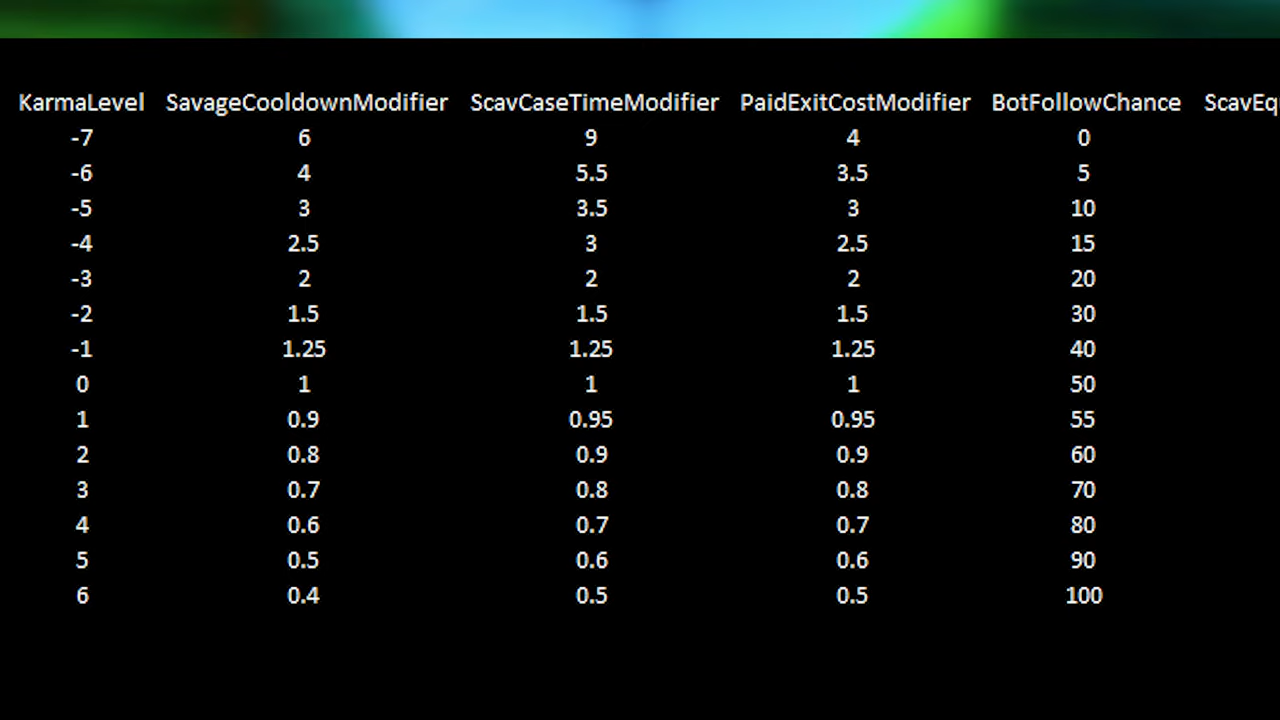 KarmaLevel SavageCooldownModifier ScavCaseTimeModifier PaidExitCostModifier BotFollowChance ScavEq
-7 6 9 4 0
-6 4 5.5 3.5 5
-5 3 3.5 3 10
-4 2.5 3 2.5 15
-3 2 2 2 20
-2 1.5 1.5 1.5 30
-1 1.25 1.25 1.25 40
0 1 1 1 50
1 0.9 0.95 0.95 55
2 0.8 0.9 0.9 60
3 0.7 0.8 0.8 70
4 0.6 0.7 0.7 80
5 0.5 0.6 0.6 90
6 0.4 0.5 0.5 100